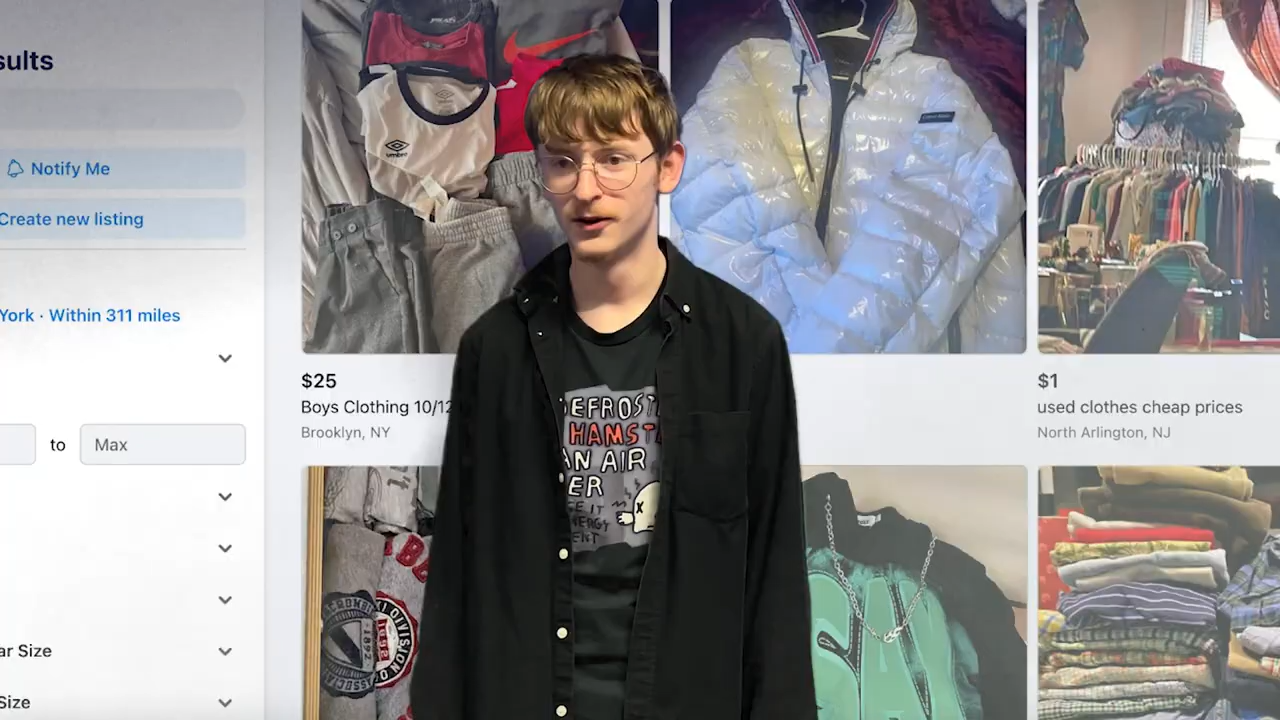 sults
Notify Me
Create new listing
York · Within 311 miles
to
Max
ar Size
Size
umbro
$25
Boys Clothing 10/12
Brooklyn, NY
$1
used clothes cheap prices
North Arlington, NJ
DEFROST
HAMST
AN AIR
ER